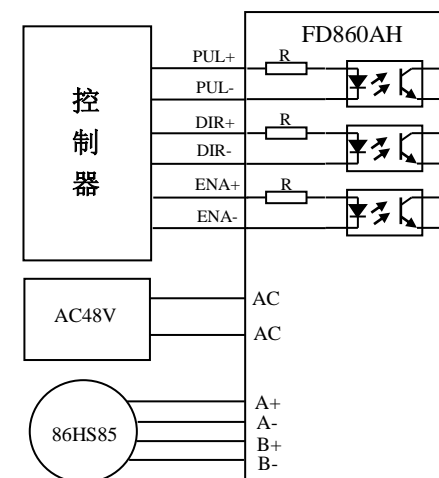 FD860AH
控
制
器
PUL+
R
PUL-
DIR+
R
DIR-
ENA+
R
ENA-
AC48V
AC
AC
86HS85
A+
A-
B+
B-